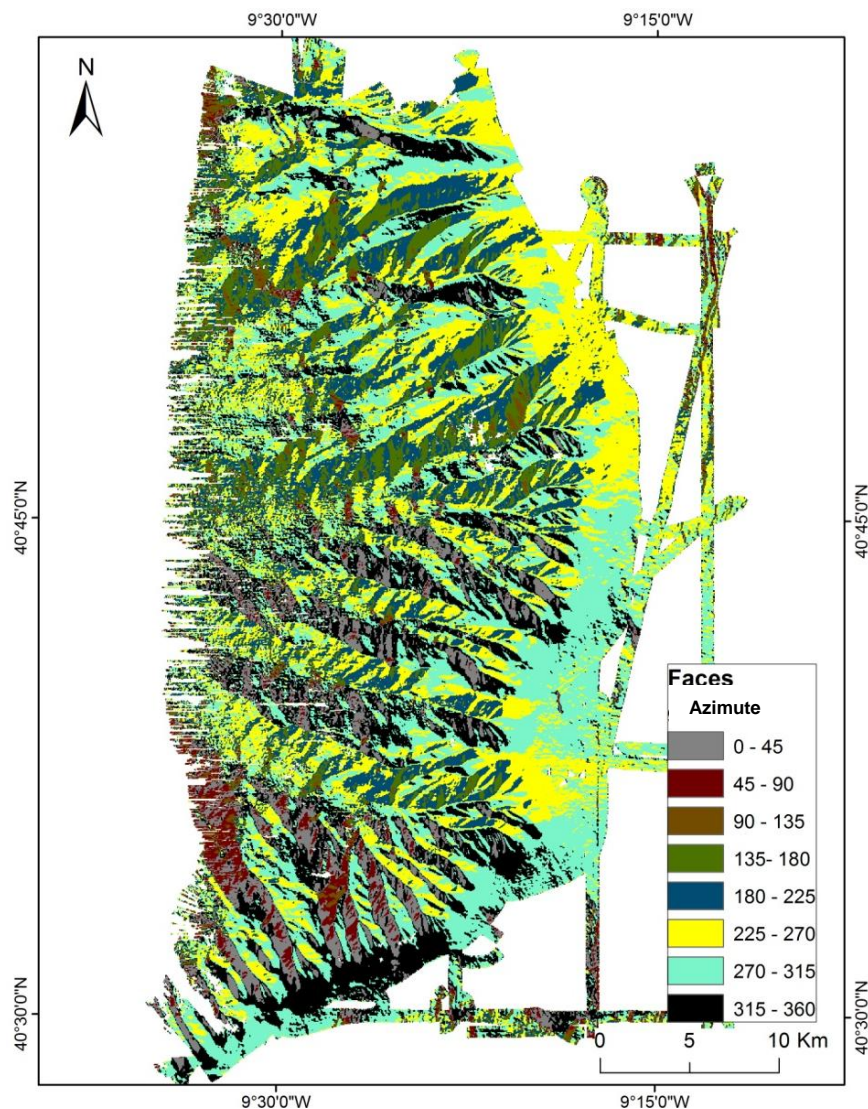 9°30'0"W 9°15'0"W
N
40°45'0"N 40°45'0"N
Faces
Azimute
0 - 45
45 - 90
90 - 135
135- 180
180 - 225
225 - 270
270 - 315
315 - 360
40°30'0"N 40°30'0"N
0 5 10 Km
9°30'0"W 9°15'0"W